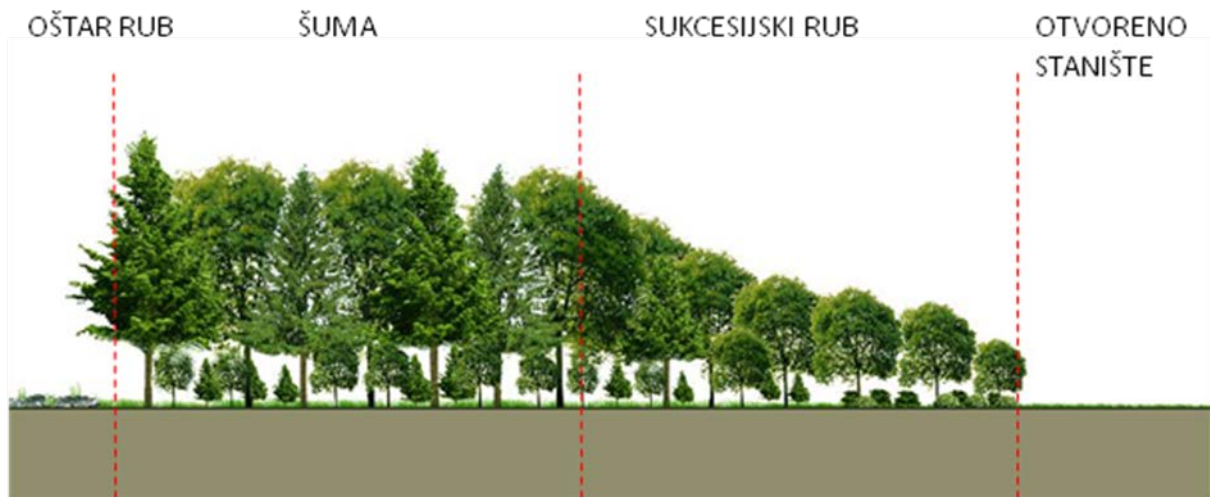 OŠTAR RUB
ŠUMA
SUKCESIJSKI RUB
OTVORENO
STANIŠTE